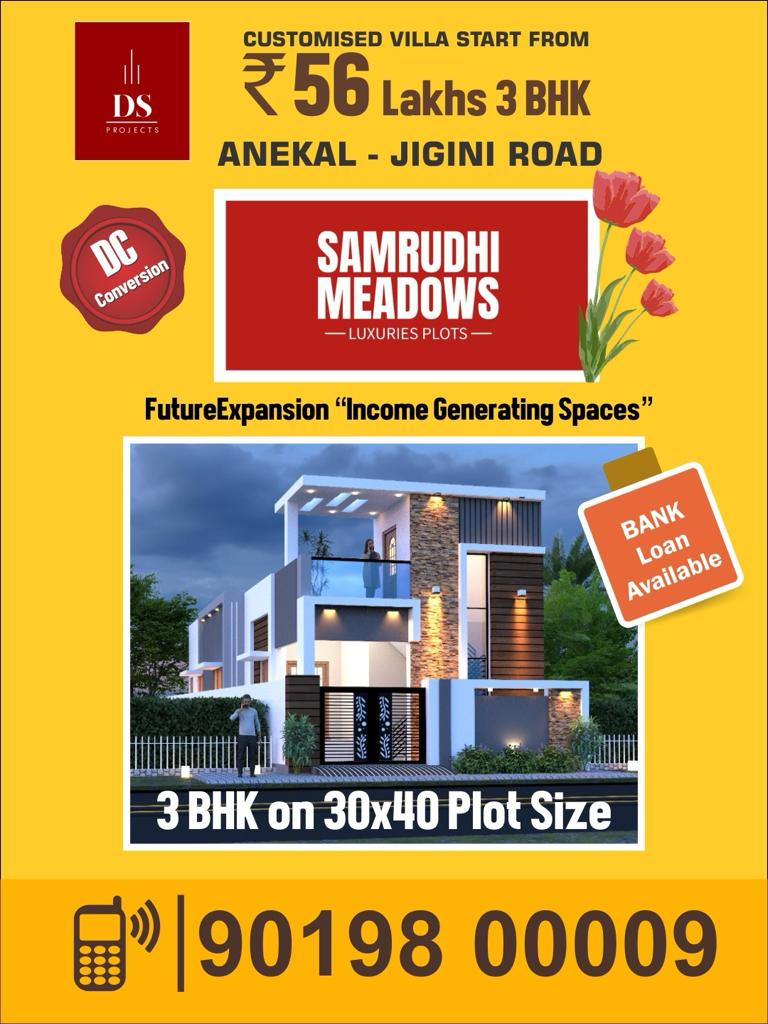 DS
PROJECTS
CUSTOMISED VILLA START FROM
₹56 Lakhs 3 BHK
ANEKAL - JIGINI ROAD
DC
Conversion
SAMRUDHI
MEADOWS
LUXURIES PLOTS
FutureExpansion “Income Generating Spaces”
BANK
Loan
Available
3 BHK on 30x40 Plot Size
90198 00009